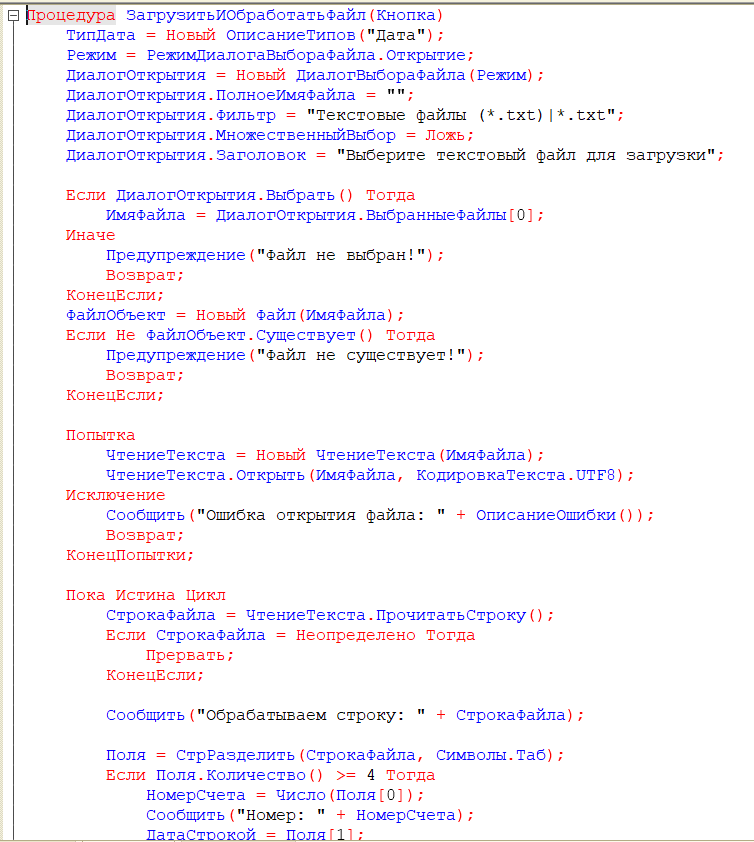 Процедура ЗагрузитьИОбработатьФайл(Кнопка)
ТипДата = Новый ОписаниеТипов("Дата");
Режим = РежимДиалогаВыбораФайла.Открытие;
ДиалогОткрытия = Новый ДиалогВыбораФайла(Режим);
ДиалогОткрытия.ПолноеИмяФайла = "";
ДиалогОткрытия.Фильтр = "Текстовые файлы (*.txt)|*.txt";
ДиалогОткрытия.МножественныйВыбор = Ложь;
ДиалогОткрытия.Заголовок = "Выберите текстовый файл для загрузки";
Если ДиалогОткрытия.Выбрать() Тогда
ИмяФайла = ДиалогОткрытия.ВыбранныеФайлы[0];
Иначе
Предупреждение("Файл не выбран!");
Возврат;
КонецЕсли;
ФайлОбъект = Новый Файл(ИмяФайла);
Если Не ФайлОбъект.Существует() Тогда
Предупреждение("Файл не существует!");
Возврат;
КонецЕсли;
Попытка
ЧтениеТекста = Новый ЧтениеТекста(ИмяФайла);
ЧтениеТекста.Открыть(ИмяФайла, КодировкаТекста.UTF8);
Исключение
Сообщить("Ошибка открытия файла: " + ОписаниеОшибки());
Возврат;
КонецПопытки;
Пока Истина Цикл
СтрокаФайла = ЧтениеТекста.ПрочитатьСтроку();
Если СтрокаФайла = Неопределено Тогда
Прервать;
КонецЕсли;
Сообщить("Обрабатываем строку: " + СтрокаФайла);
Поля = СтрРазделить(СтрокаФайла, Символы.Таб);
Если Поля.Количество() >= 4 Тогда
НомерСчета = Число(Поля[0]);
Сообщить("Номер: " + НомерСчета);
ДатаСтрокой = Поля[1];